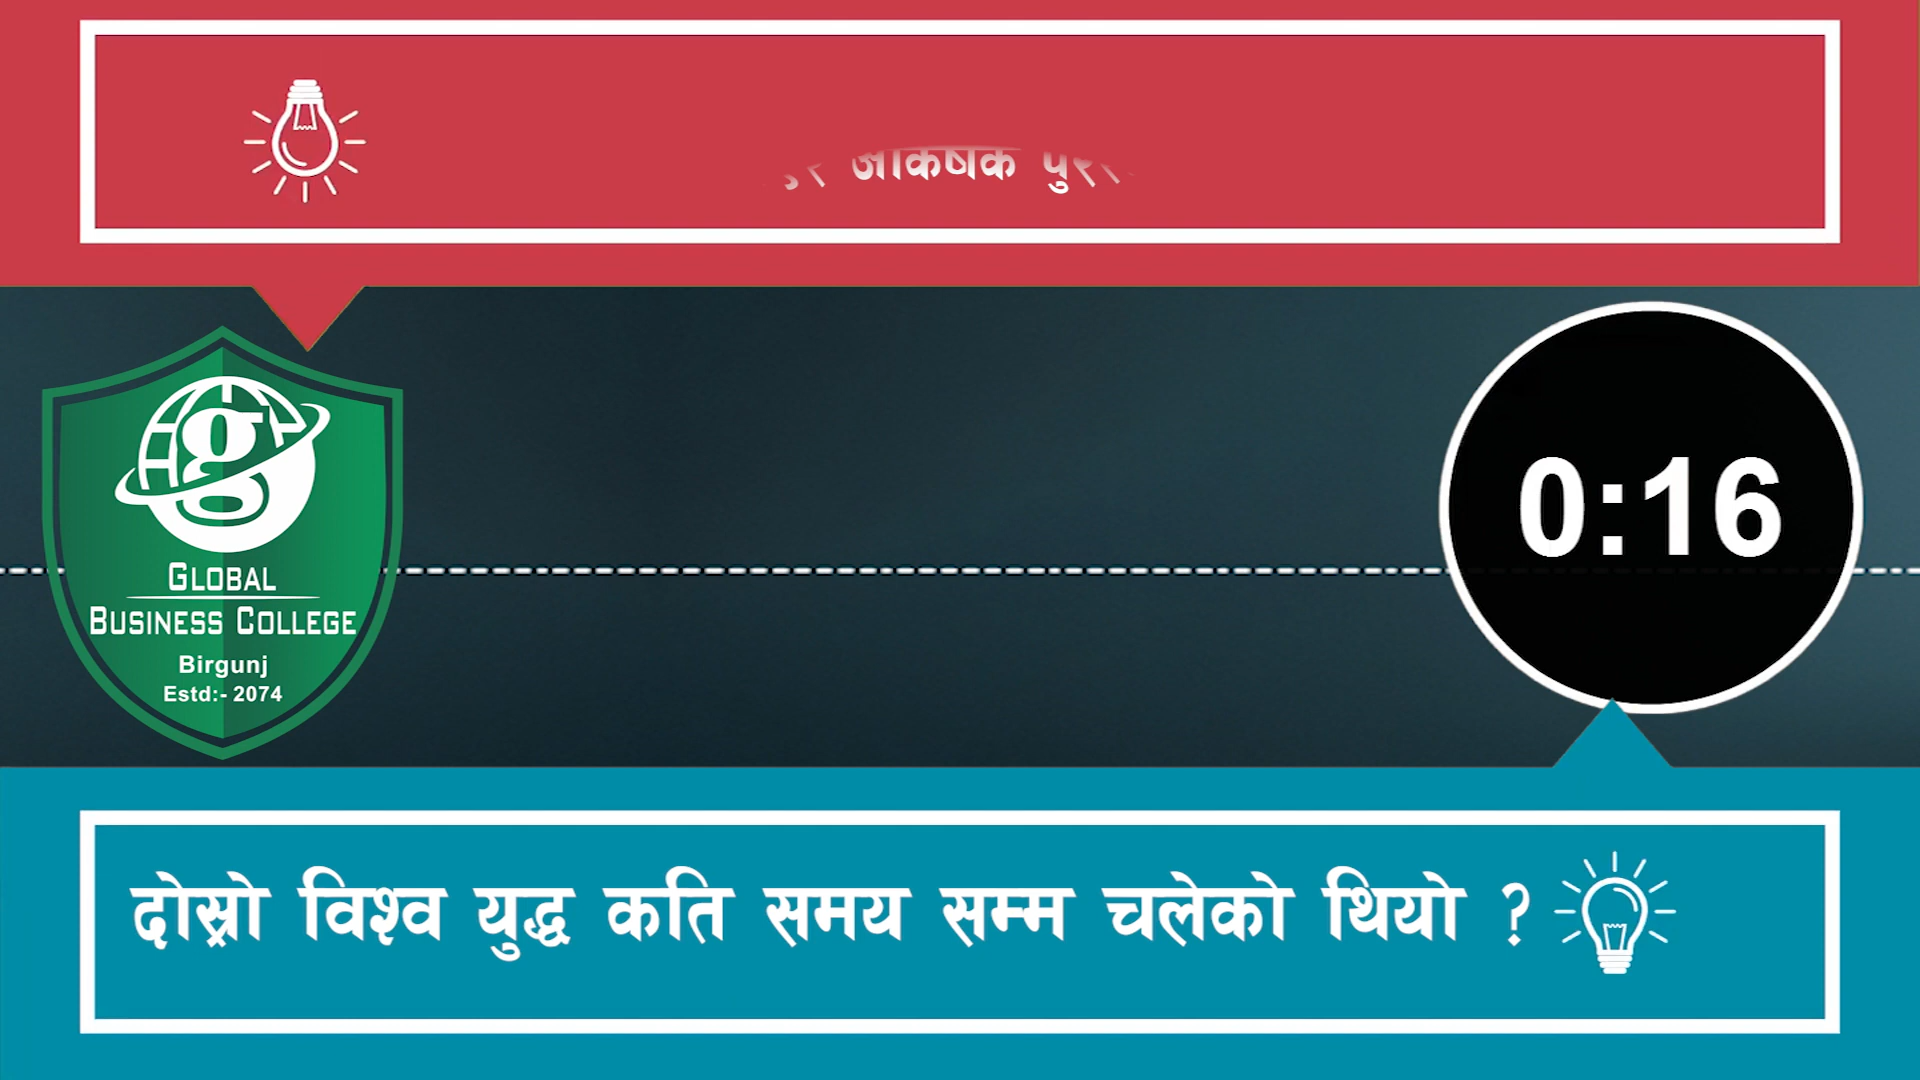 आकर्षक
GLOBAL
BUSINESS COLLEGE
Birgunj
Estd:- 2074
0:16
दोस्रो विश्व युद्ध कति समय सम्म चलेको थियो ?